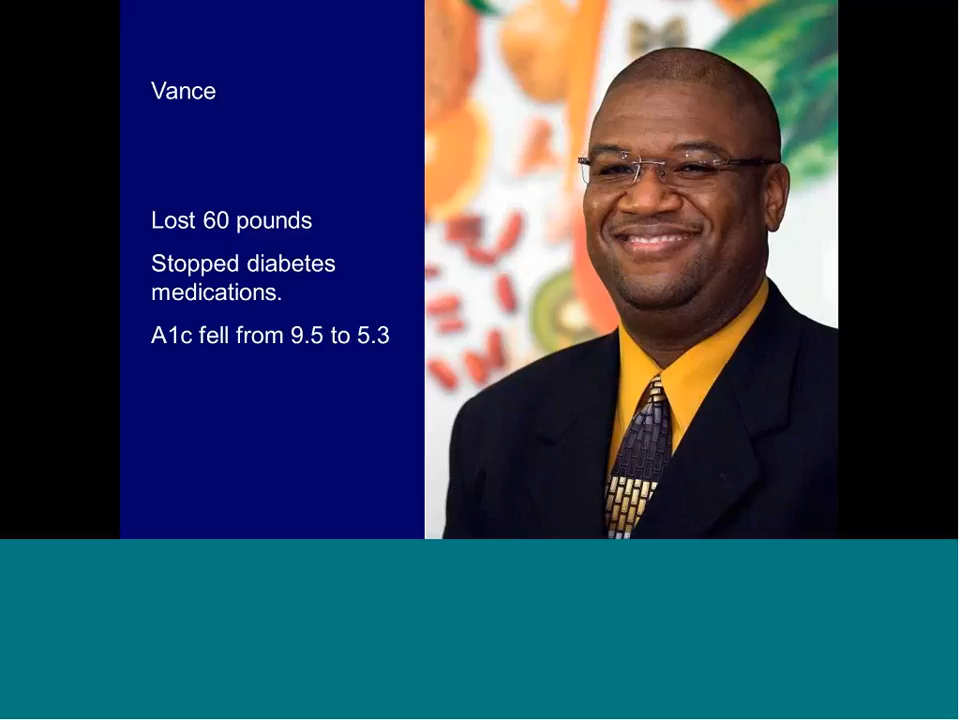 Vance
Lost 60 pounds
Stopped diabetes
medications.
A1c fell from 9.5 to 5.3